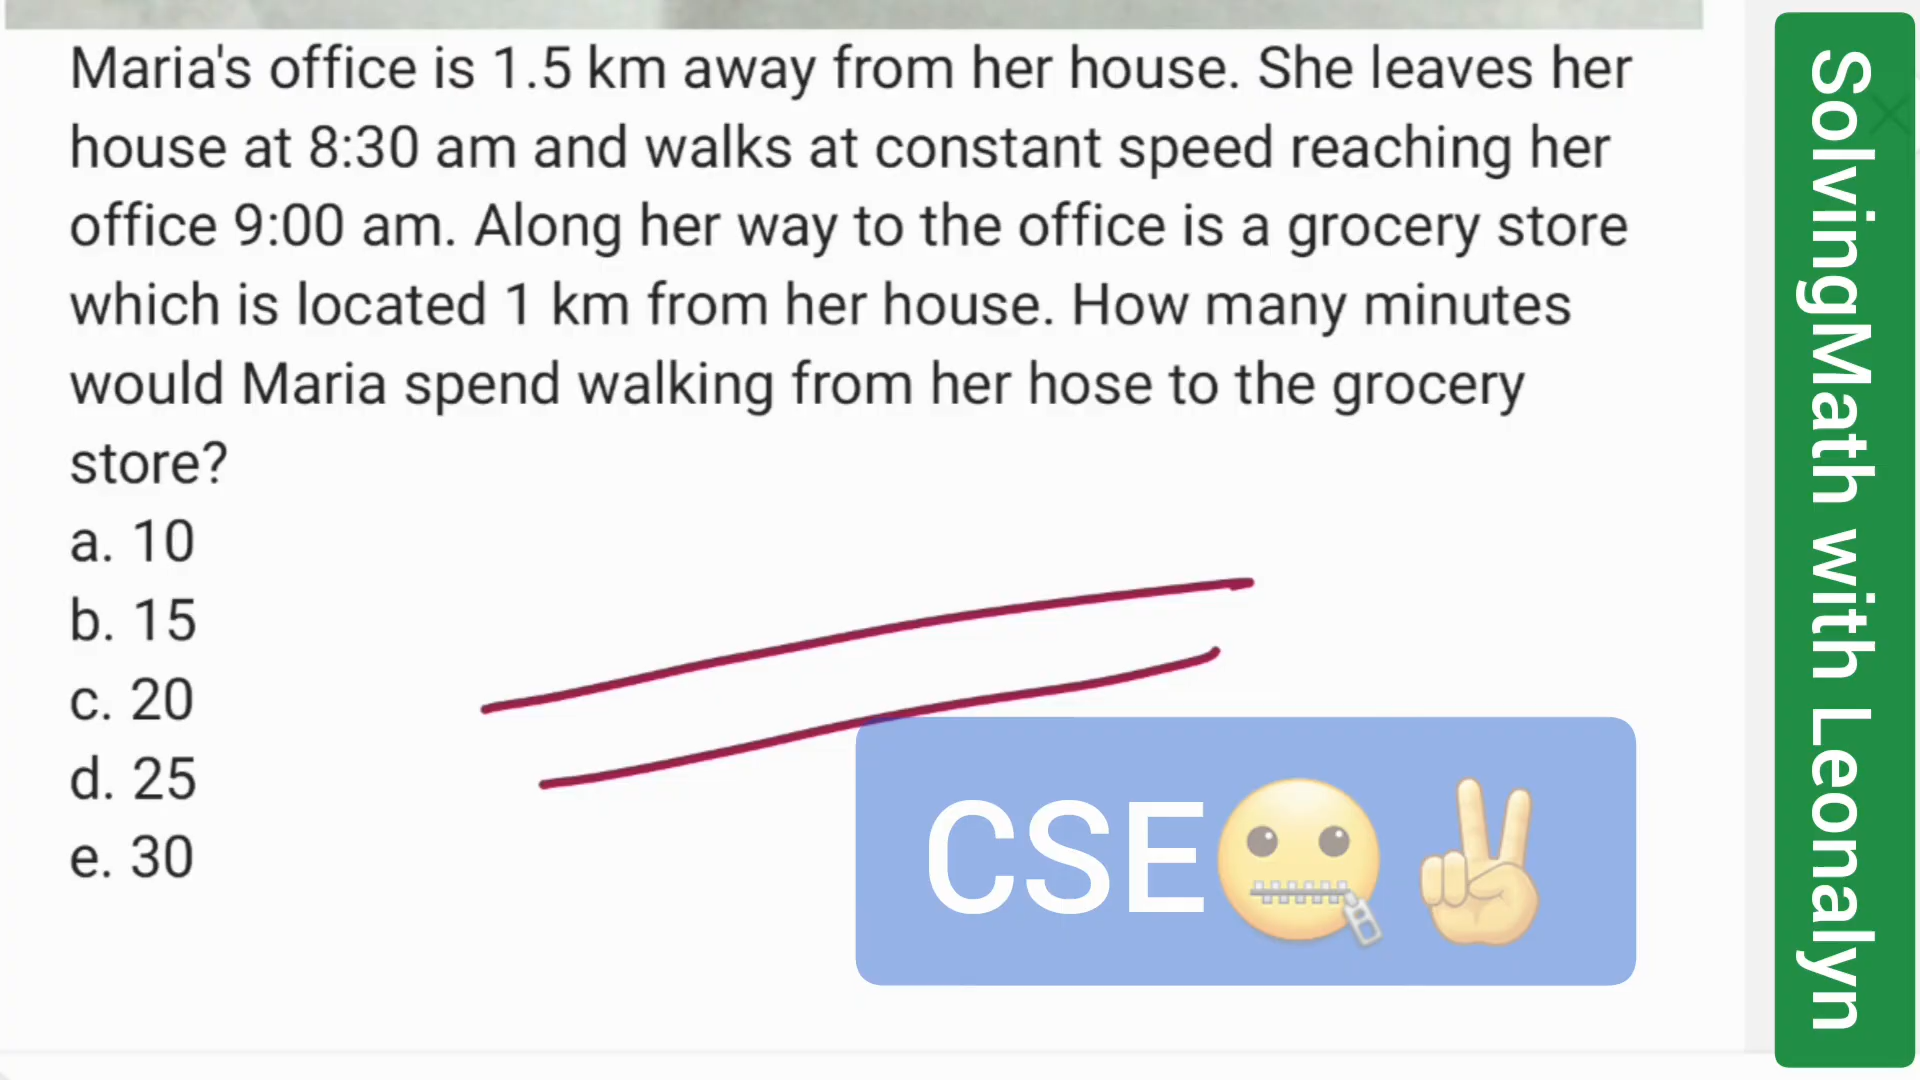 Maria's office is 1.5 km away from her house. She leaves her
house at 8:30 am and walks at constant speed reaching her
office 9:00 am. Along her way to the office is a grocery store
which is located 1 km from her house. How many minutes
would Maria spend walking from her hose to the grocery
store?
a. 10
b. 15
c. 20
d. 25
e. 30
CSE🤐✌
SolvingMath with Leonalyn